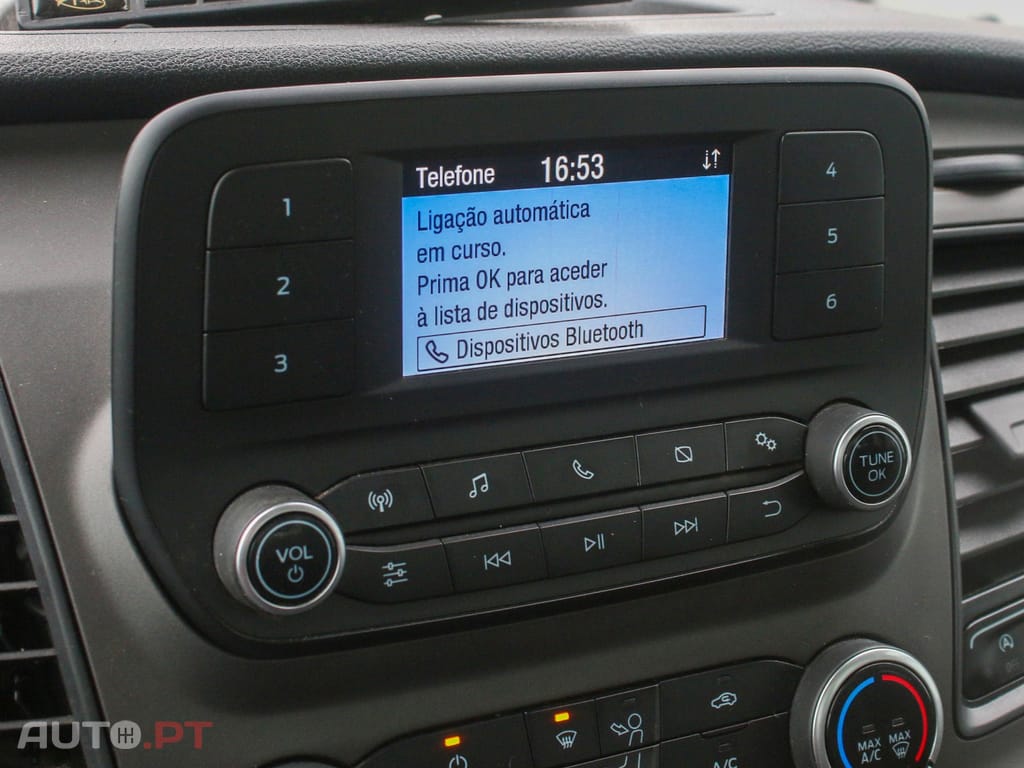 Telefone 16:53
Ligação automática
em curso.
Prima OK para aceder
à lista de dispositivos.
Dispositivos Bluetooth
1
2
3
4
5
6
VOL
TUNE
OK
MAX
A/C
MAX
A/C
AUTO.PT